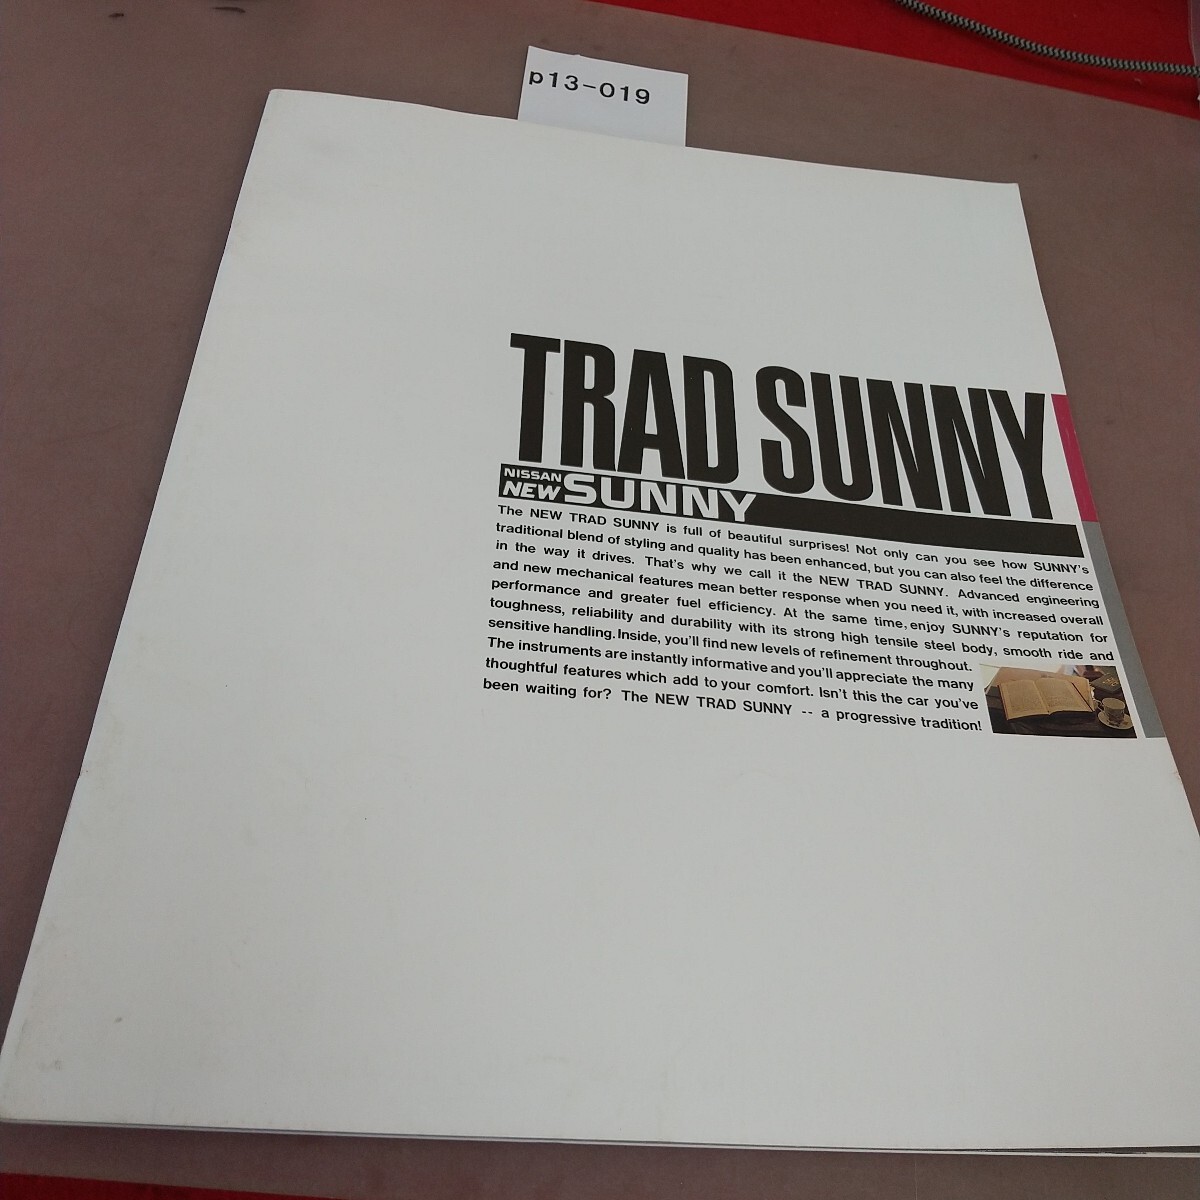 p13-019
TRAD SUNNY
NISSAN
NEW SUNNY
The NEW TRAD SUNNY is full of beautiful surprises! Not only can you see how SUNNY's
traditional blend of styling and quality has been enhanced, but you can also feel the difference
in the way it drives. That's why we call it the NEW TRAD SUNNY. Advanced engineering
and new mechanical features mean better response when you need it, with increased overall
performance and greater fuel efficiency. At the same time, enjoy SUNNY's reputation for
toughness, reliability and durability with its strong high tensile steel body, smooth ride and
sensitive handling. Inside, you'll find new levels of refinement throughout.
The instruments are instantly informative and you'll appreciate the many
thoughtful features which add to your comfort. Isn't this the car you've
been waiting for? The NEW TRAD SUNNY -- a progressive tradition!